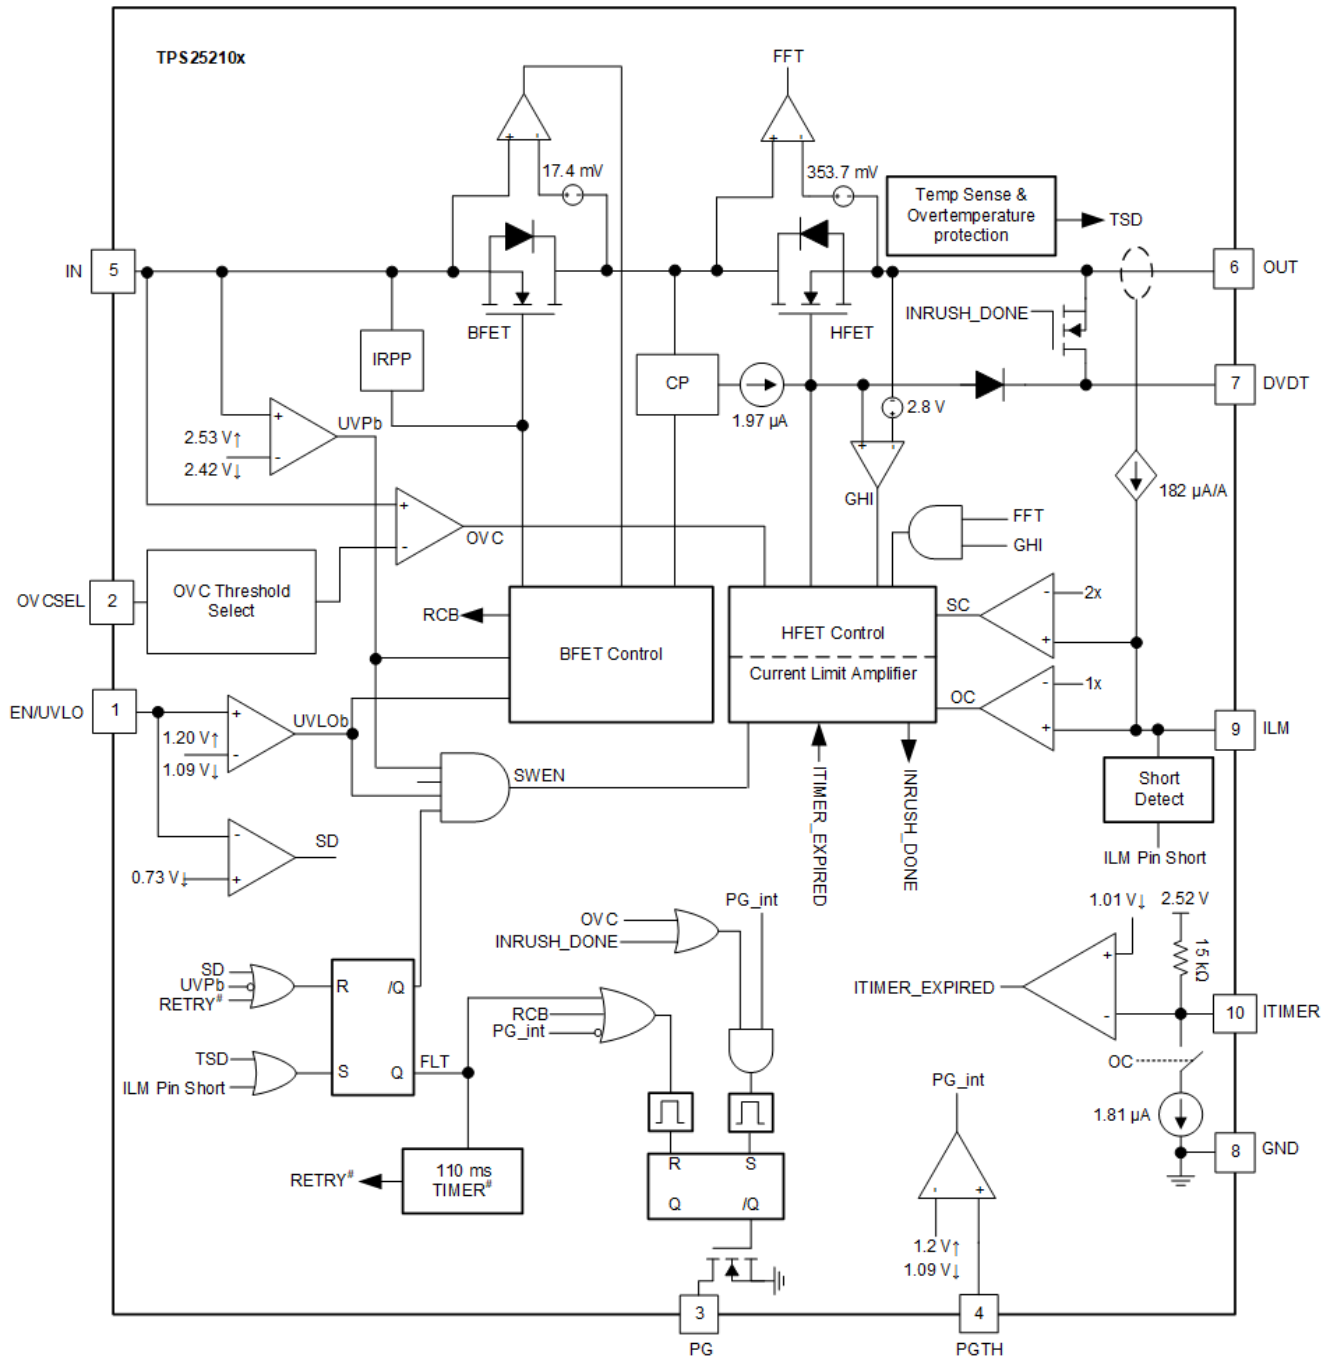 TPS25210x
FFT
17.4 mV
353.7 mV
Temp Sense &
Overtemperature
protection
TSD
IN
5
6
OUT
BFET
HFET
INRUSH_DONE
IRPP
CP
1.97 µA
2.8 V
7
DVDT
UVPb
2.53 V↑
2.42 V↓
GHI
182 µA/A
OVC
FFT
GHI
OVCSEL
2
OVC Threshold
Select
RCB
BFET Control
HFET Control
Current Limit Amplifier
SC
2x
OC
1x
EN/UVLO
1
UVLOb
1.20 V↑
1.09 V↓
9
ILM
SWEN
ITIMER_EXPIRED
INRUSH_DONE
Short
Detect
ILM Pin Short
SD
0.73 V↓
PG_int
1.01 V↓
2.52 V
15 kΩ
OVC
INRUSH_DONE
SD
UVPb
RETRY#
R
/Q
ITIMER_EXPIRED
10
ITIMER
RCB
PG_int
TSD
ILM Pin Short
S
Q
FLT
OC
PG_int
1.81 µA
8
GND
RETRY#
110 ms
TIMER#
R
S
Q
/Q
1.2 V↑
1.09 V↓
3
4
PG
PGTH